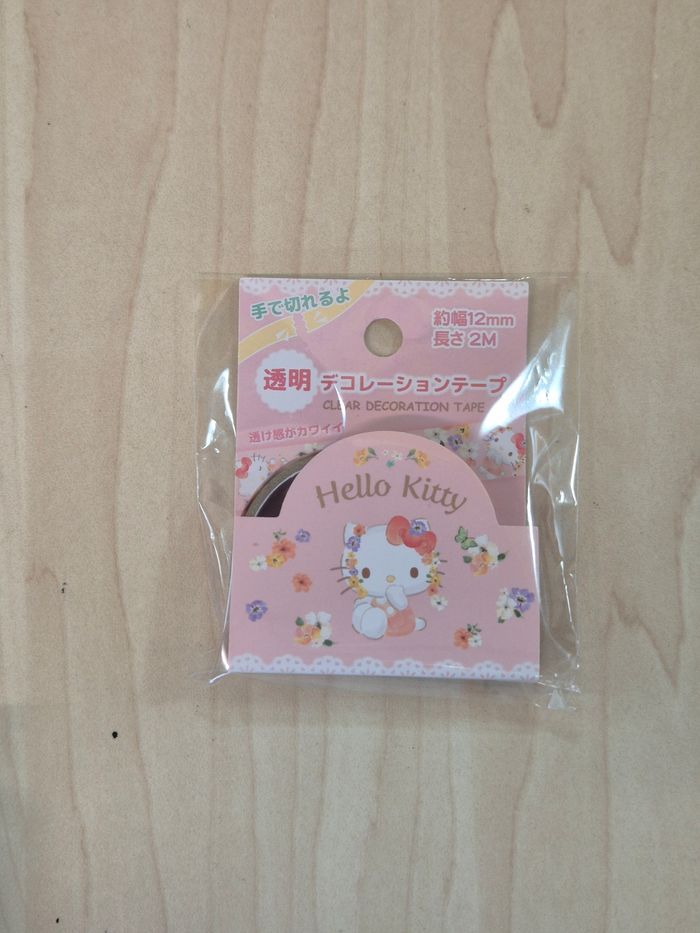 手で切れるよ
約幅12mm
長さ 2M
透明 デコレーションテープ
CLEAR DECORATION TAPE
透け感がカワイイ
Hello Kitty